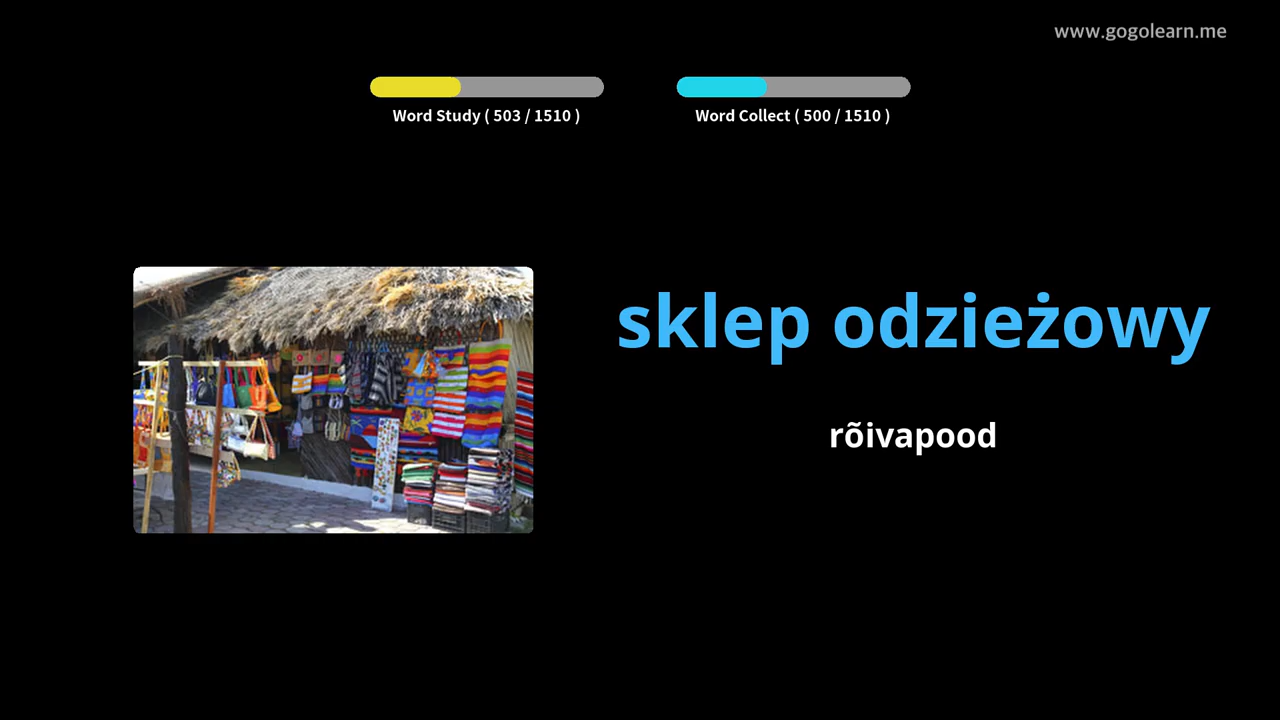 www.gogolearn.me
Word Study ( 503 / 1510 )
Word Collect ( 500 / 1510 )
sklep odzieżowy
rõivapood